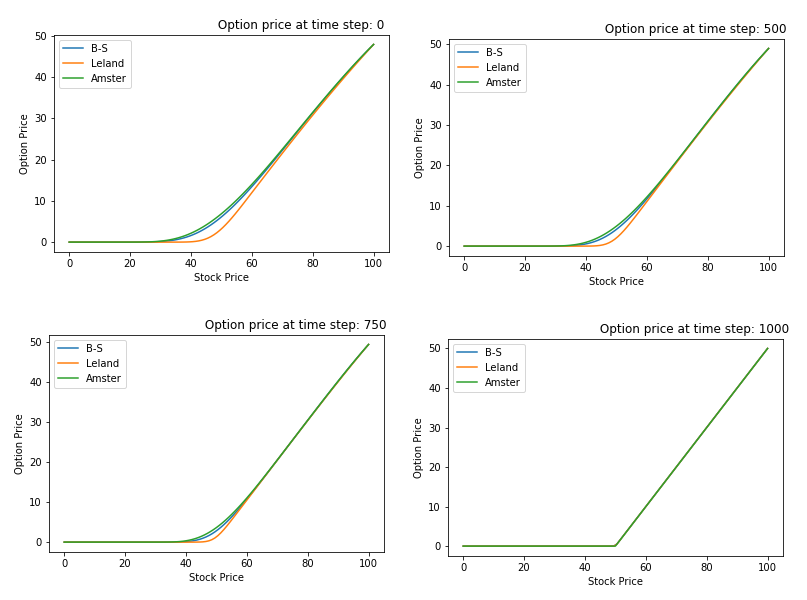 Option price at time step: 0
50
40
30
20
10
0
Option Price
B-S
Leland
Amster
0 20 40 60 80 100
Stock Price
Option price at time step: 500
50
40
30
20
10
0
Option Price
B-S
Leland
Amster
0 20 40 60 80 100
Stock Price
Option price at time step: 750
50
40
30
20
10
0
Option Price
B-S
Leland
Amster
0 20 40 60 80 100
Stock Price
Option price at time step: 1000
50
40
30
20
10
0
Option Price
B-S
Leland
Amster
0 20 40 60 80 100
Stock Price